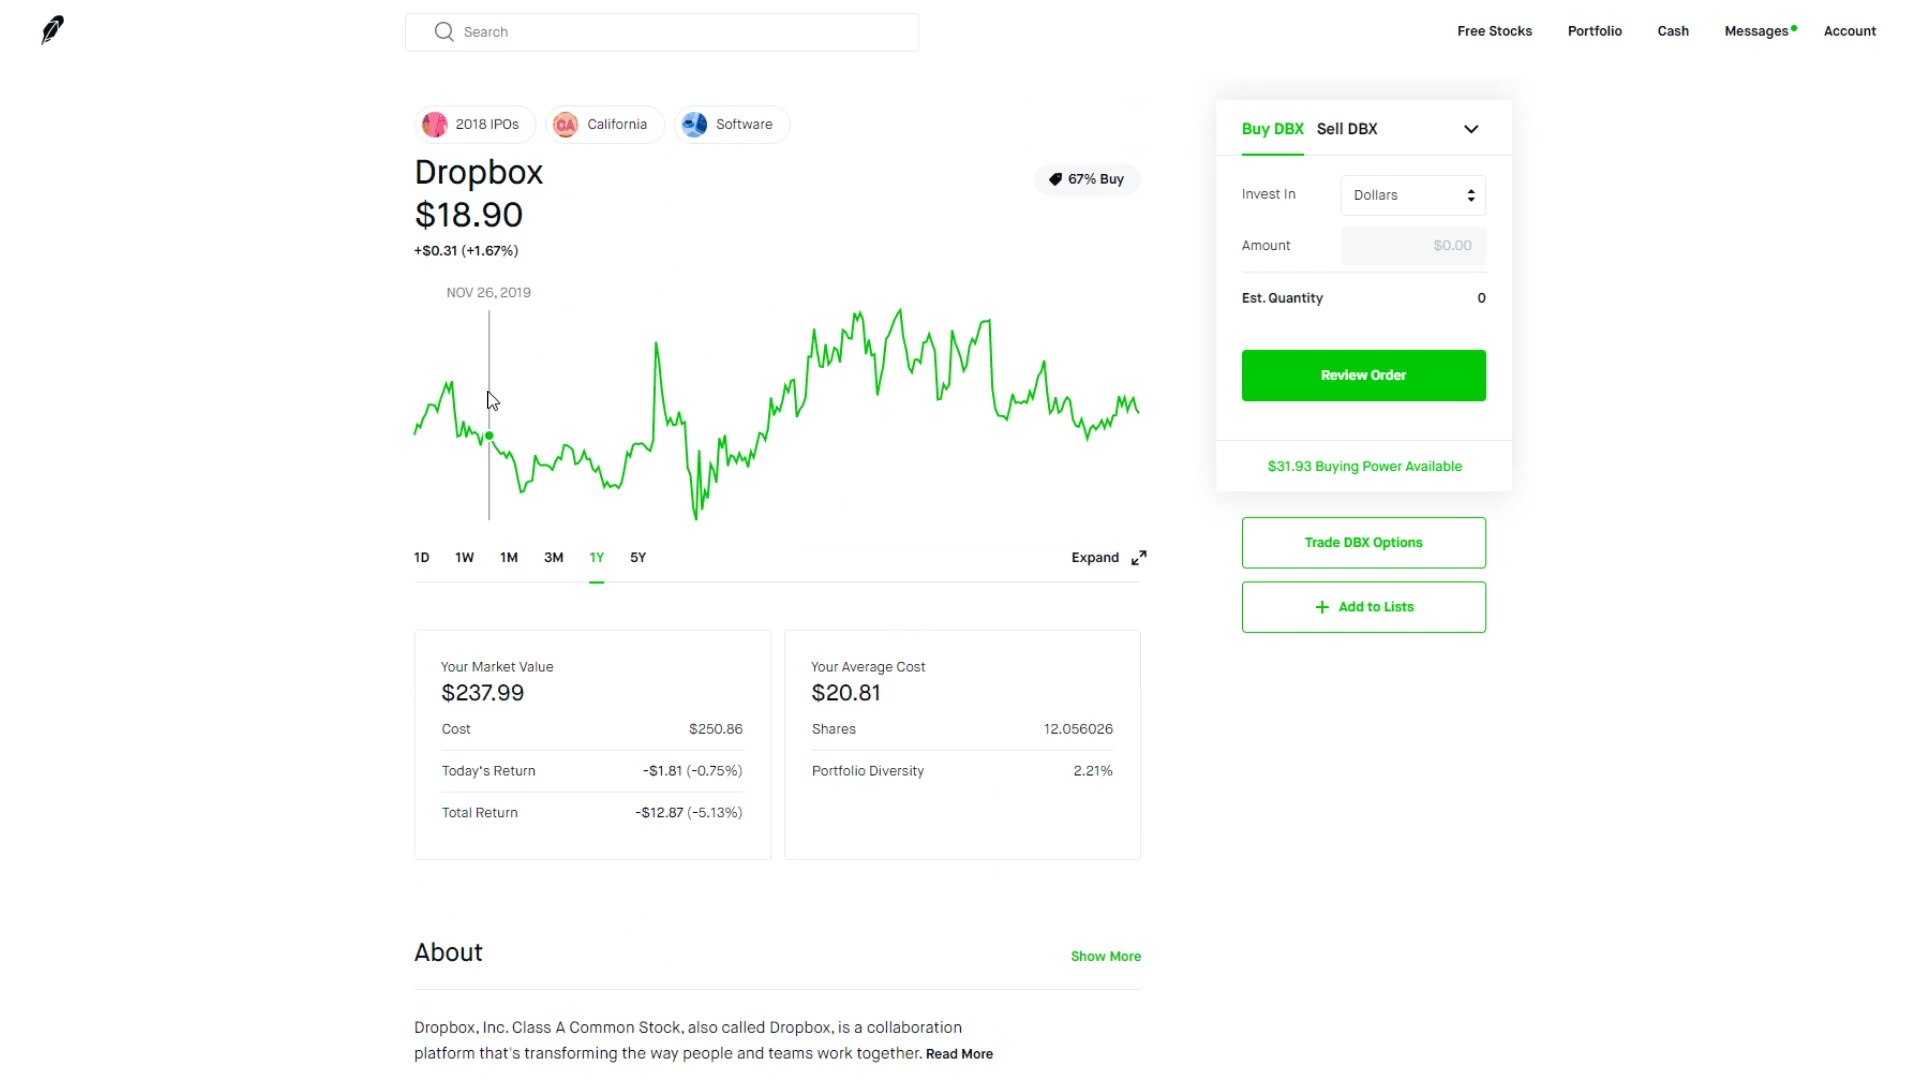 Search
Free Stocks
Portfolio
Cash
Messages
Account
2018 IPOs
CA
California
Software
Dropbox
$18.90
+$0.31 (+1.67%)
67% Buy
NOV 26, 2019
1D
1W
1M
3M
1Y
5Y
Expand
Buy DBX
Sell DBX
Invest In
Dollars
Amount
$0.00
Est. Quantity
0
Review Order
$31.93 Buying Power Available
Trade DBX Options
+ Add to Lists
Your Market Value
$237.99
Cost
$250.86
Today's Return
-$1.81 (-0.75%)
Total Return
-$12.87 (-5.13%)
Your Average Cost
$20.81
Shares
12.056026
Portfolio Diversity
2.21%
About
Show More
Dropbox, Inc. Class A Common Stock, also called Dropbox, is a collaboration
platform that's transforming the way people and teams work together. Read More